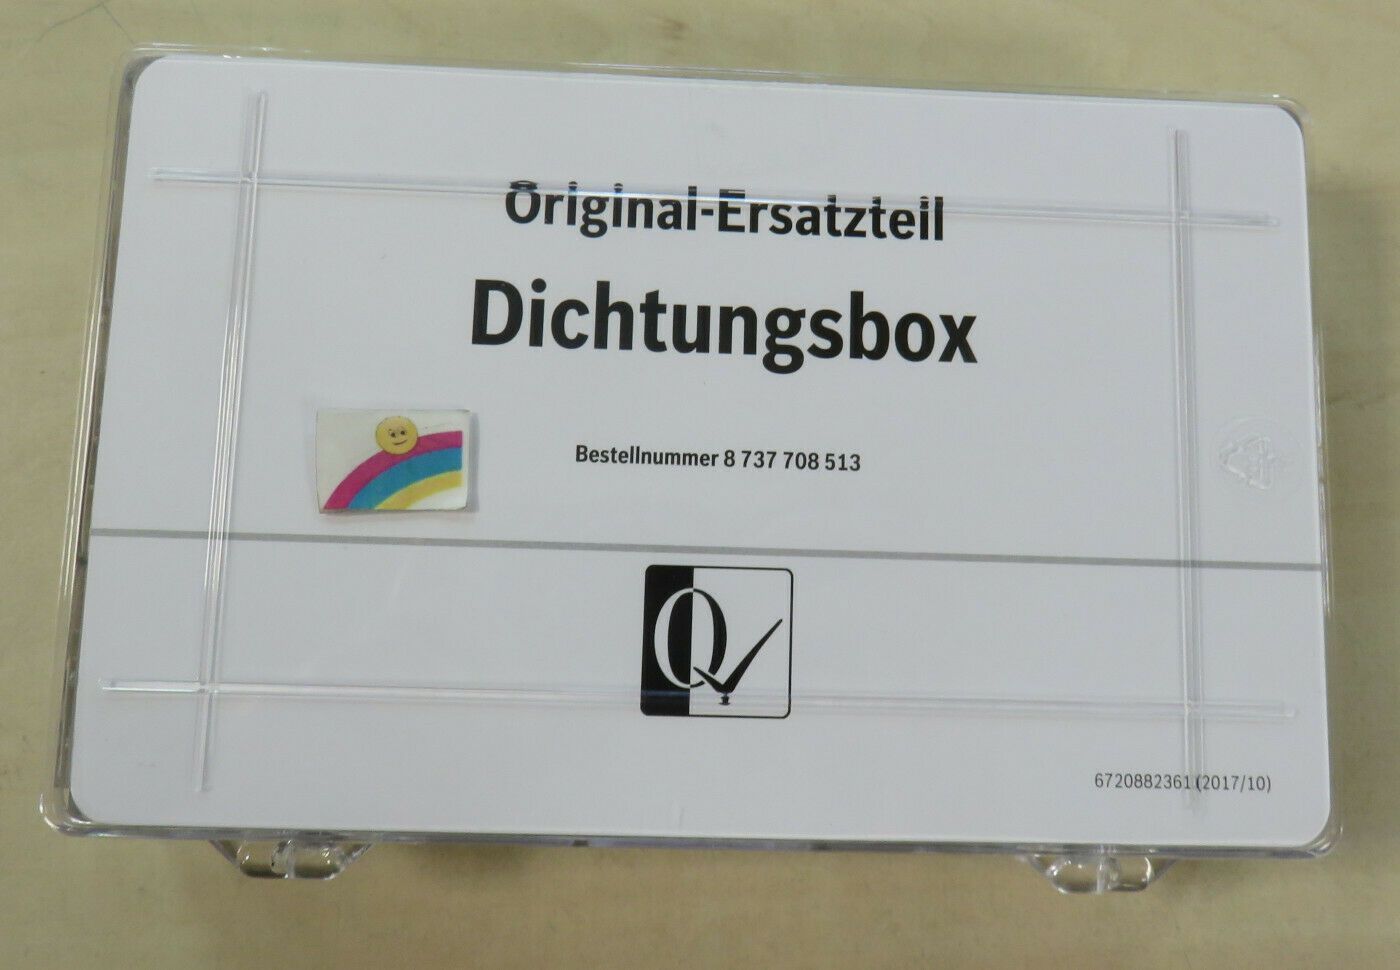 Original-Ersatzteil
Dichtungsbox
Bestellnummer 8 737 708 513
Q
6720882361 (2017/10)